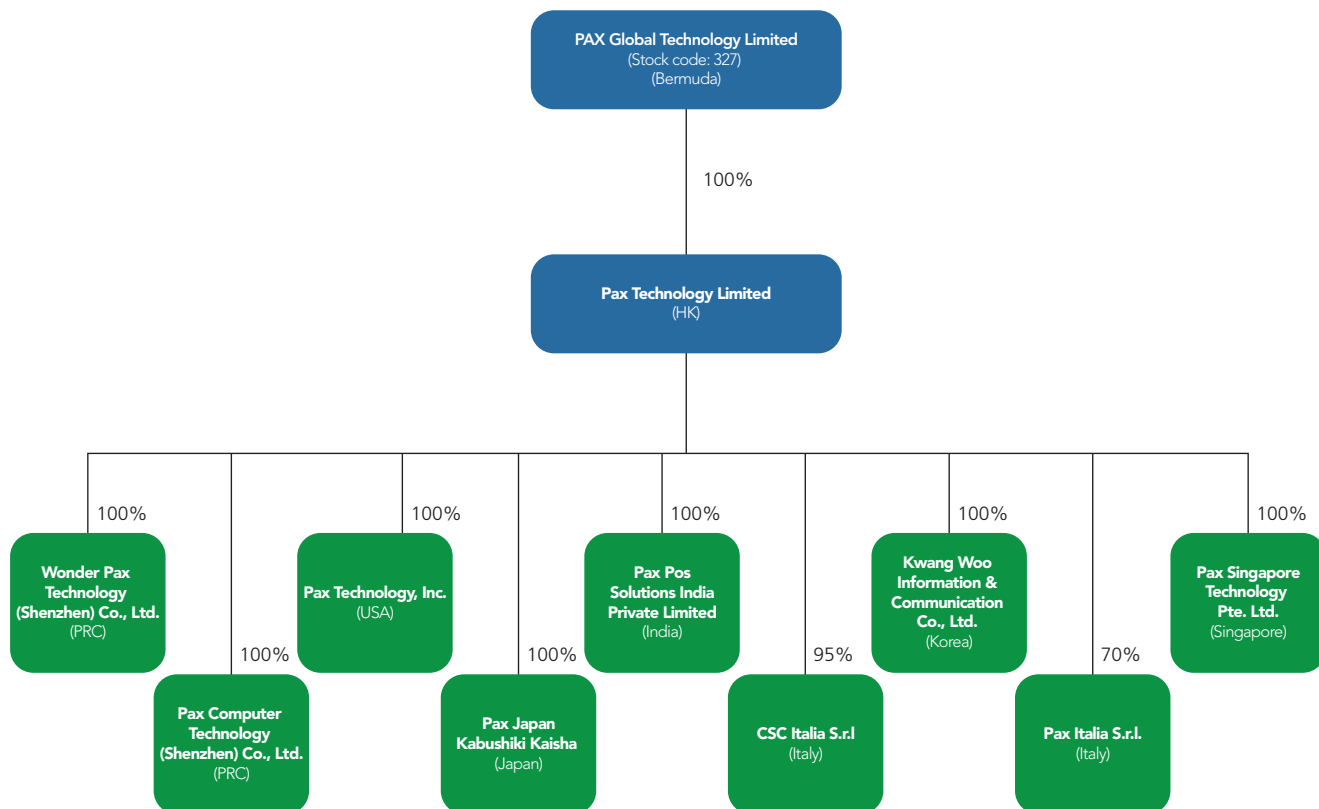 PAX Global Technology Limited
(Stock code: 327)
(Bermuda)
100%
Pax Technology Limited
(HK)
100%
Wonder Pax
Technology
(Shenzhen) Co., Ltd.
(PRC)
100%
Pax Technology, Inc.
(USA)
100%
Pax Pos
Solutions India
Private Limited
(India)
100%
Kwang Woo
Information &
Communication
Co., Ltd.
(Korea)
100%
Pax Singapore
Technology
Pte. Ltd.
(Singapore)
100%
Pax Computer
Technology
(Shenzhen) Co., Ltd.
(PRC)
100%
Pax Japan
Kabushiki Kaisha
(Japan)
95%
CSC Italia S.r.l
(Italy)
70%
Pax Italia S.r.l.
(Italy)